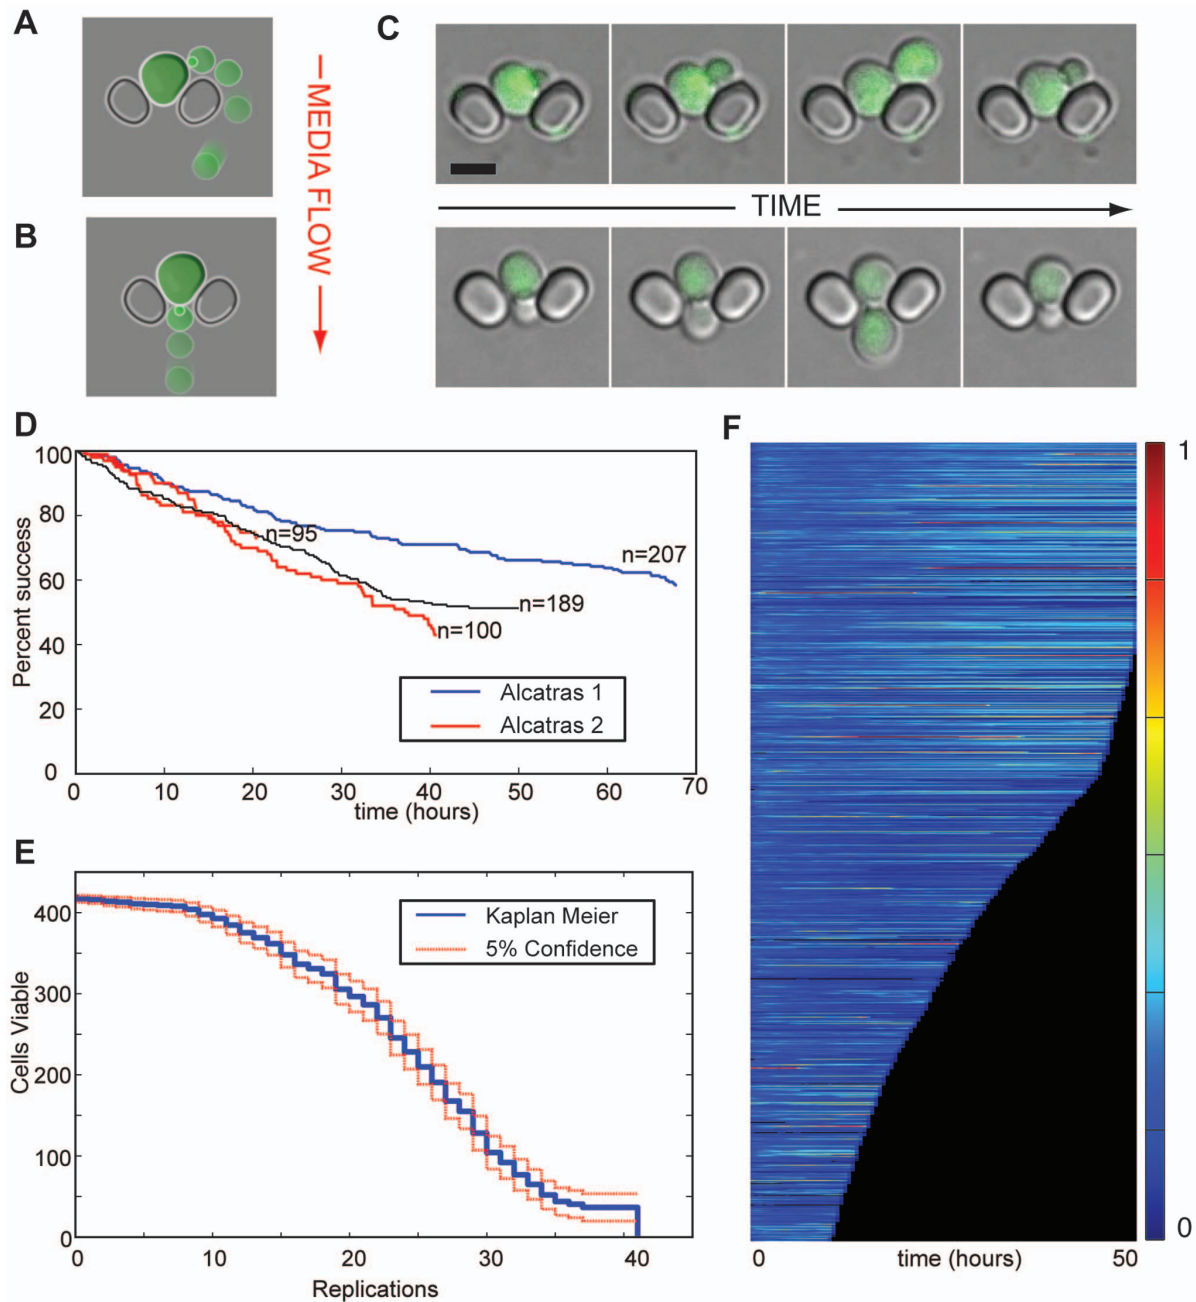 A
MEDIA FLOW
B
C
TIME
D
100
80
60
40
20
0
Percent success
n=95
n=207
n=189
n=100
Alcatras 1
Alcatras 2
0 10 20 30 40 50 60 70
time (hours)
E
400
300
200
100
0
Cells Viable
Kaplan Meier
5% Confidence
0 10 20 30 40
Replications
F
1
0
0 time (hours) 50